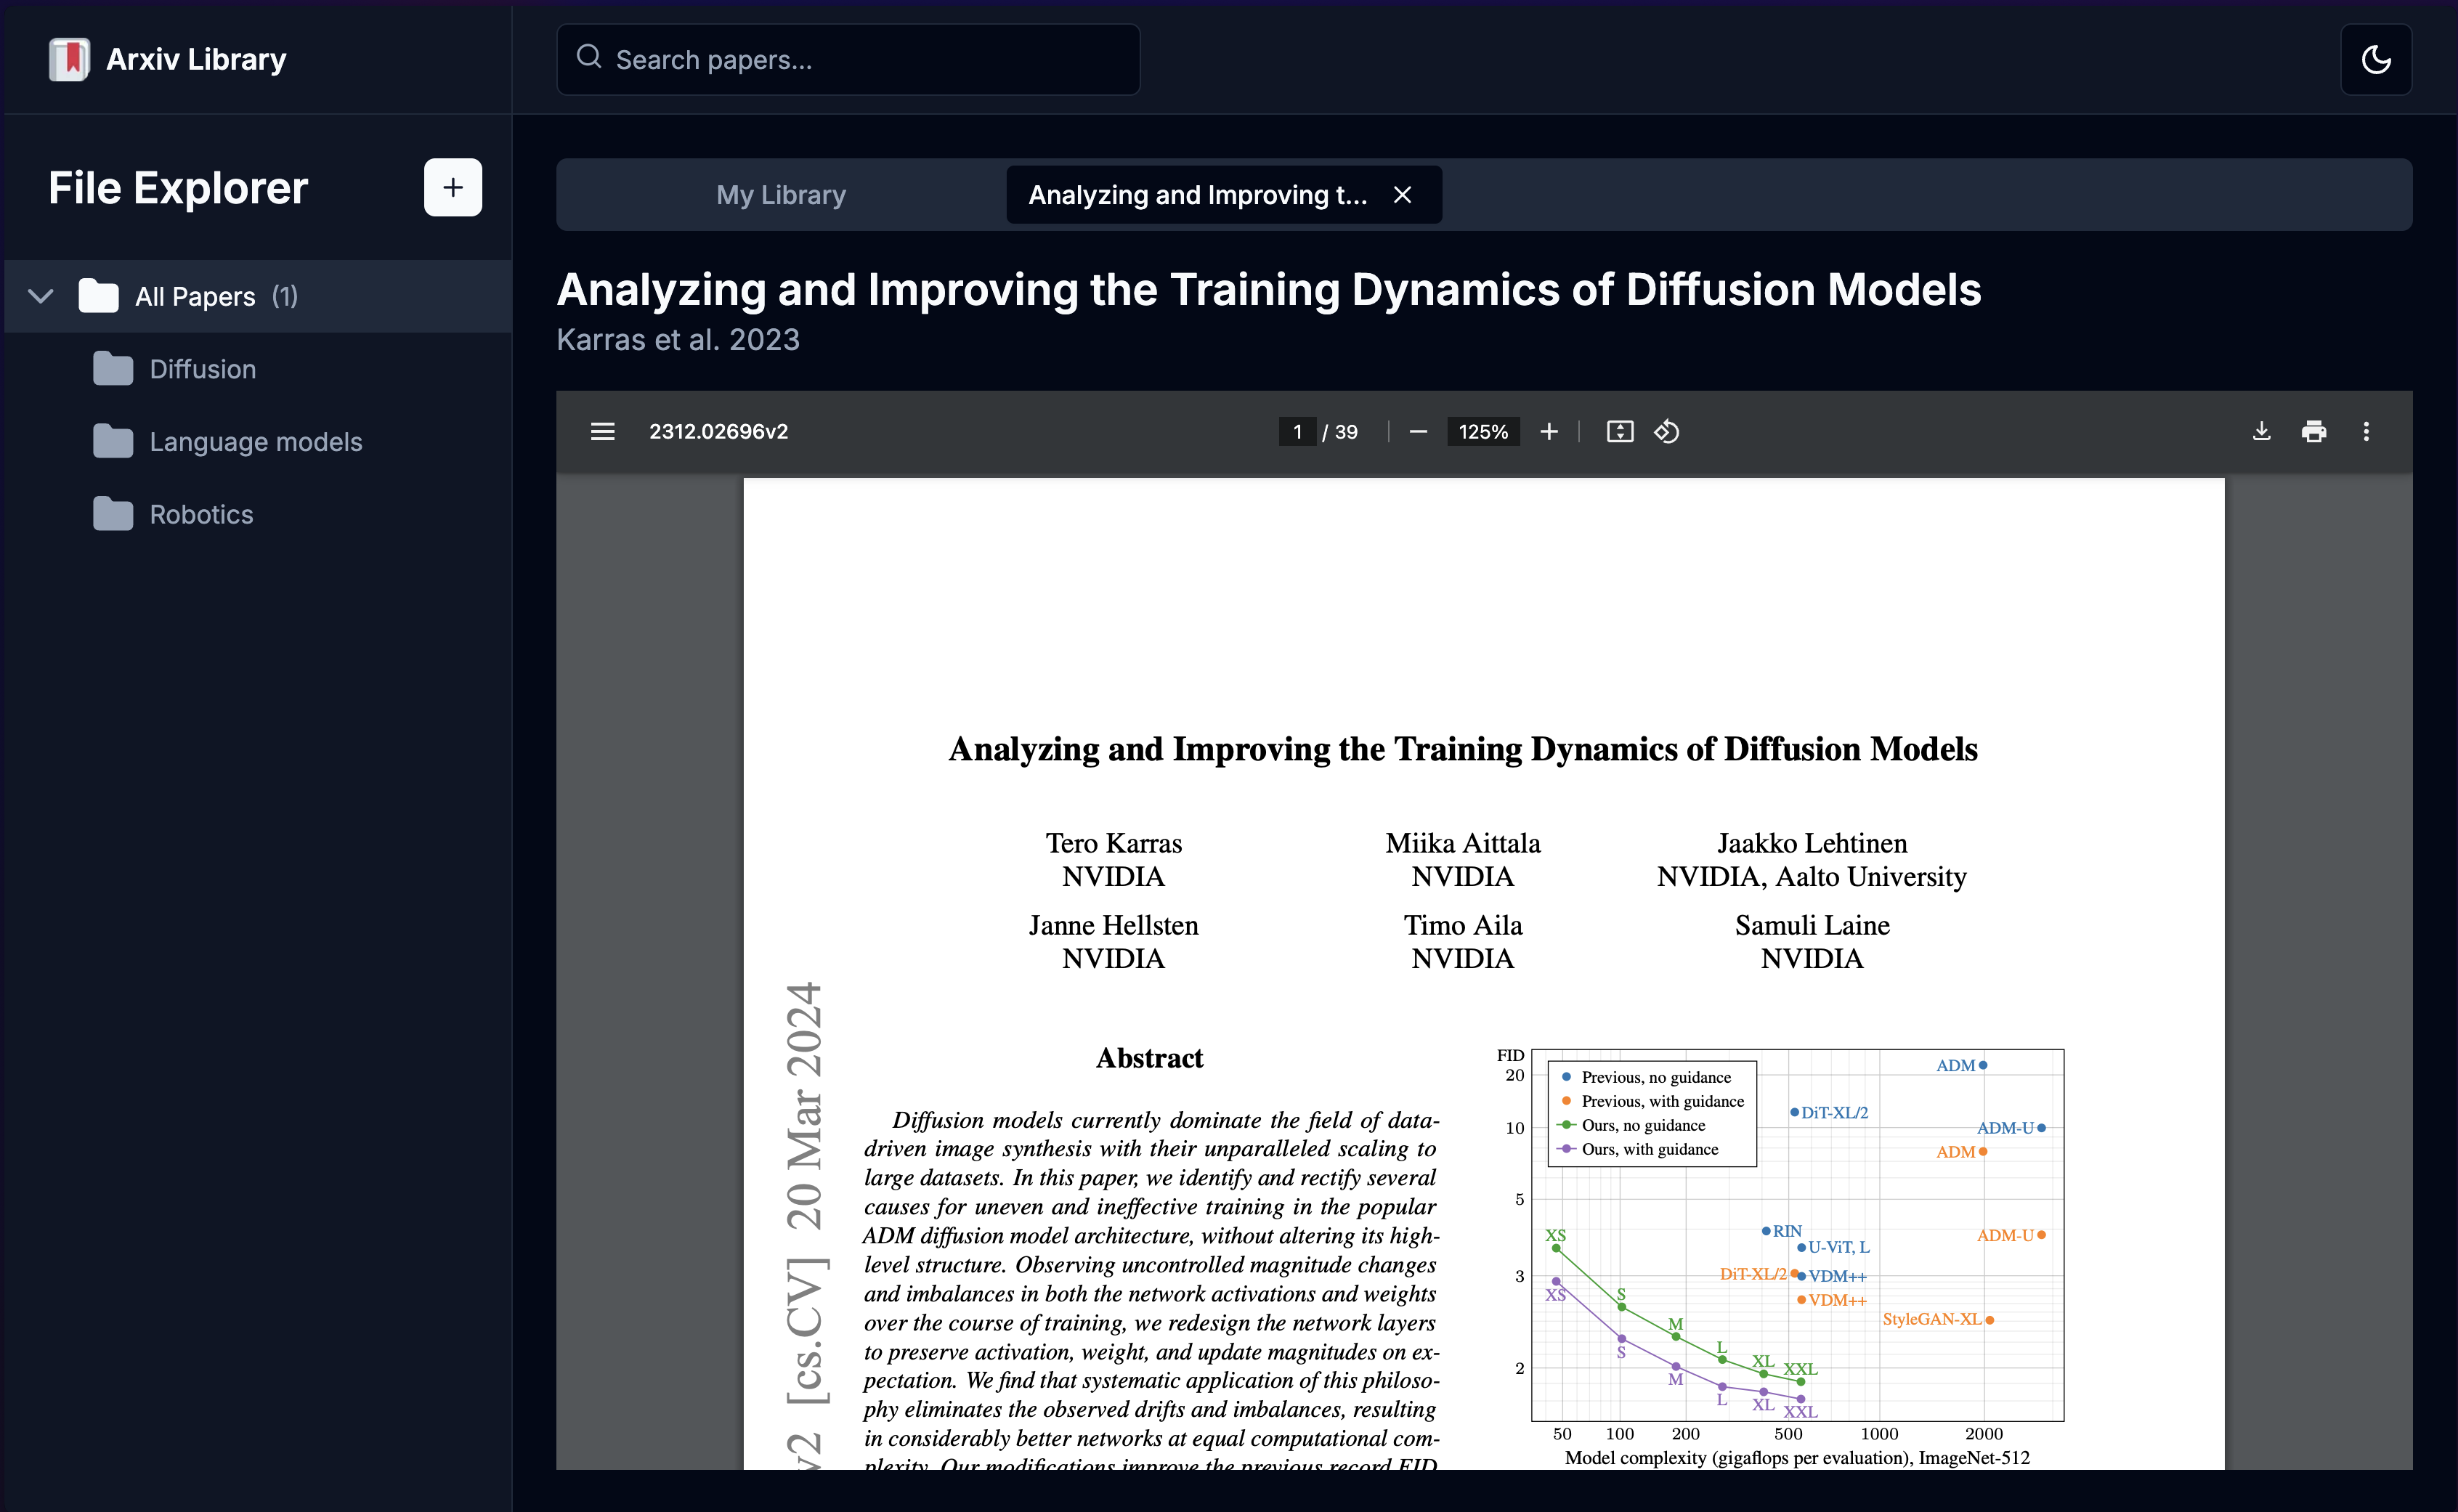 Arxiv Library
Search papers...
File Explorer
+
My Library
Analyzing and Improving t...
All Papers (1)
Diffusion
Language models
Robotics
Analyzing and Improving the Training Dynamics of Diffusion Models
Karras et al. 2023
2312.02696v2
1 / 39
125%
Analyzing and Improving the Training Dynamics of Diffusion Models
Tero Karras
NVIDIA
Miika Aittala
NVIDIA
Jaakko Lehtinen
NVIDIA, Aalto University
Janne Hellsten
NVIDIA
Timo Aila
NVIDIA
Samuli Laine
NVIDIA
v2 [cs.CV] 20 Mar 2024
Abstract
Diffusion models currently dominate the field of data-
driven image synthesis with their unparalleled scaling to
large datasets. In this paper, we identify and rectify several
causes for uneven and ineffective training in the popular
ADM diffusion model architecture, without altering its high-
level structure. Observing uncontrolled magnitude changes
and imbalances in both the network activations and weights
over the course of training, we redesign the network layers
to preserve activation, weight, and update magnitudes on ex-
pectation. We find that systematic application of this philoso-
phy eliminates the observed drifts and imbalances, resulting
in considerably better networks at equal computational com-
plexity. Our modifications improve the previous record FID
FID
20
10
5
3
2
Previous, no guidance
Previous, with guidance
Ours, no guidance
Ours, with guidance
ADM
DiT-XL/2
ADM-U
ADM
RIN
U-ViT, L
ADM-U
DiT-XL/2
VDM++
VDM++
StyleGAN-XL
XS
S
M
L
XL
XXL
XS
S
M
L
XL
XXL
50 100 200 500 1000 2000
Model complexity (gigaflops per evaluation), ImageNet-512